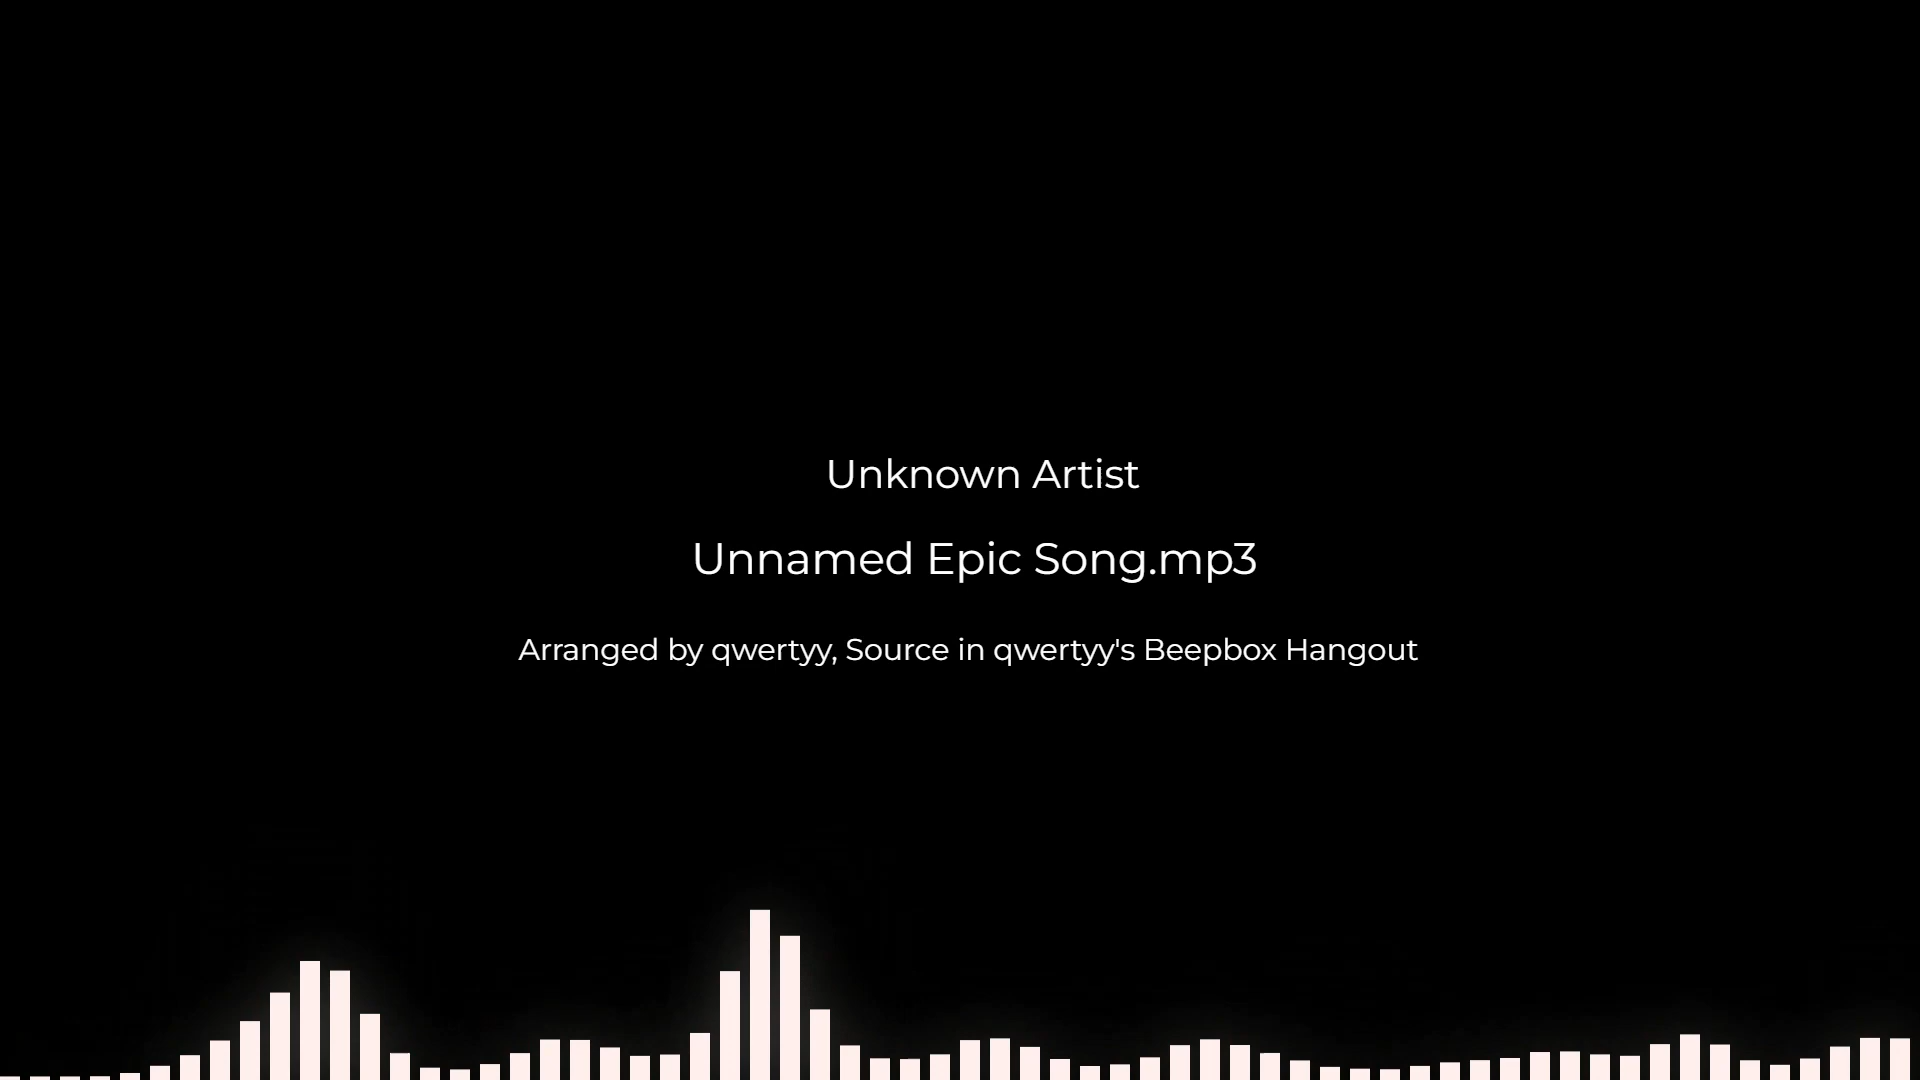 Unknown Artist
Unnamed Epic Song.mp3
Arranged by qwertyy, Source in qwertyy's Beepbox Hangout